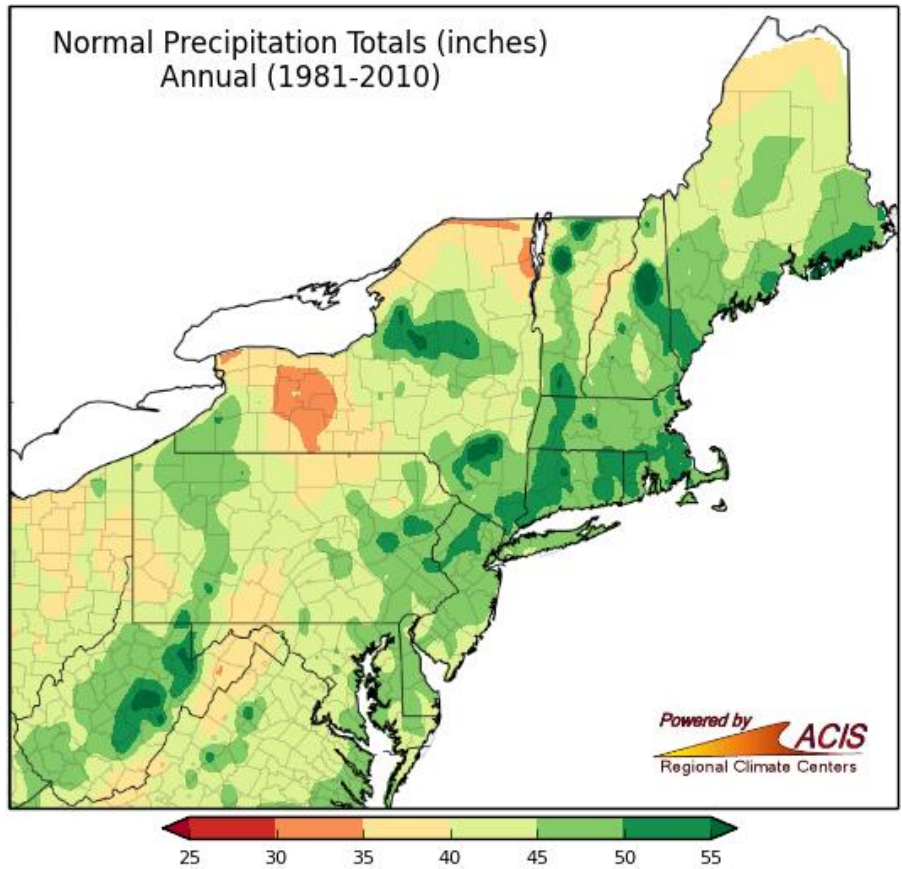 Normal Precipitation Totals (inches)
Annual (1981-2010)
Powered by
ACIS
Regional Climate Centers
25 30 35 40 45 50 55